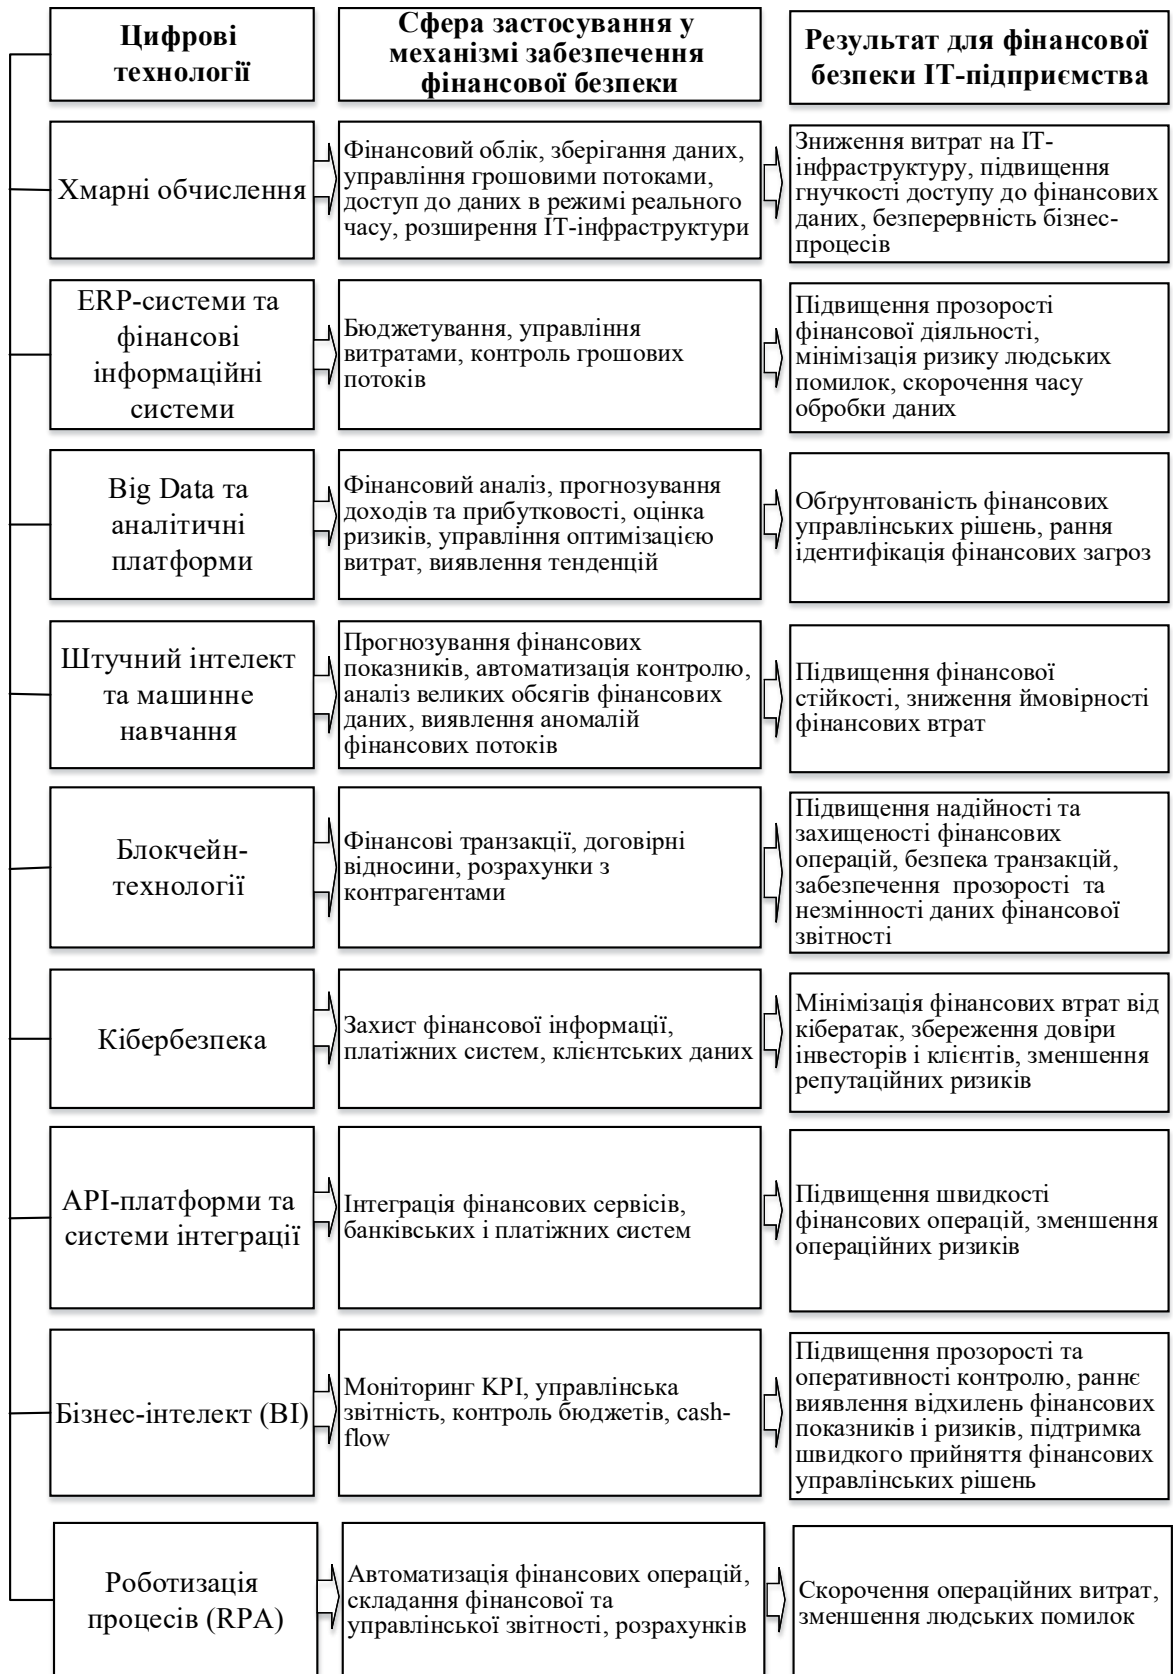 Цифрові
технології
Сфера застосування у
механізмі забезпечення
фінансової безпеки
Результат для фінансової
безпеки ІТ-підприємства
Хмарні обчислення
Фінансовий облік, зберігання даних,
управління грошовими потоками,
доступ до даних в режимі реального
часу, розширення ІТ-інфраструктури
Зниження витрат на ІТ-
інфраструктуру, підвищення
гнучкості доступу до фінансових
даних, безперервність бізнес-
процесів
ERP-системи та
фінансові
інформаційні
системи
Бюджетування, управління
витратами, контроль грошових
потоків
Підвищення прозорості
фінансової діяльності,
мінімізація ризику людських
помилок, скорочення часу
обробки даних
Big Data та
аналітичні
платформи
Фінансовий аналіз, прогнозування
доходів та прибутковості, оцінка
ризиків, управління оптимізацією
витрат, виявлення тенденцій
Обґрунтованість фінансових
управлінських рішень, рання
ідентифікація фінансових загроз
Штучний інтелект
та машинне
навчання
Прогнозування фінансових
показників, автоматизація контролю,
аналіз великих обсягів фінансових
даних, виявлення аномалій
фінансових потоків
Підвищення фінансової
стійкості, зниження ймовірності
фінансових втрат
Блокчейн-
технології
Фінансові транзакції, договірні
відносини, розрахунки з
контрагентами
Підвищення надійності та
захищеності фінансових
операцій, безпека транзакцій,
забезпечення прозорості та
незмінності даних фінансової
звітності
Кібербезпека
Захист фінансової інформації,
платіжних систем, клієнтських даних
Мінімізація фінансових втрат від
кібератак, збереження довіри
інвесторів і клієнтів, зменшення
репутаційних ризиків
API-платформи та
системи інтеграції
Інтеграція фінансових сервісів,
банківських і платіжних систем
Підвищення швидкості
фінансових операцій, зменшення
операційних ризиків
Бізнес-інтелект (BI)
Моніторинг KPI, управлінська
звітність, контроль бюджетів, cash-
flow
Підвищення прозорості та
оперативності контролю, раннє
виявлення відхилень фінансових
показників і ризиків, підтримка
швидкого прийняття фінансових
управлінських рішень
Роботизація
процесів (RPA)
Автоматизація фінансових операцій,
складання фінансової та
управлінської звітності, розрахунків
Скорочення операційних витрат,
зменшення людських помилок